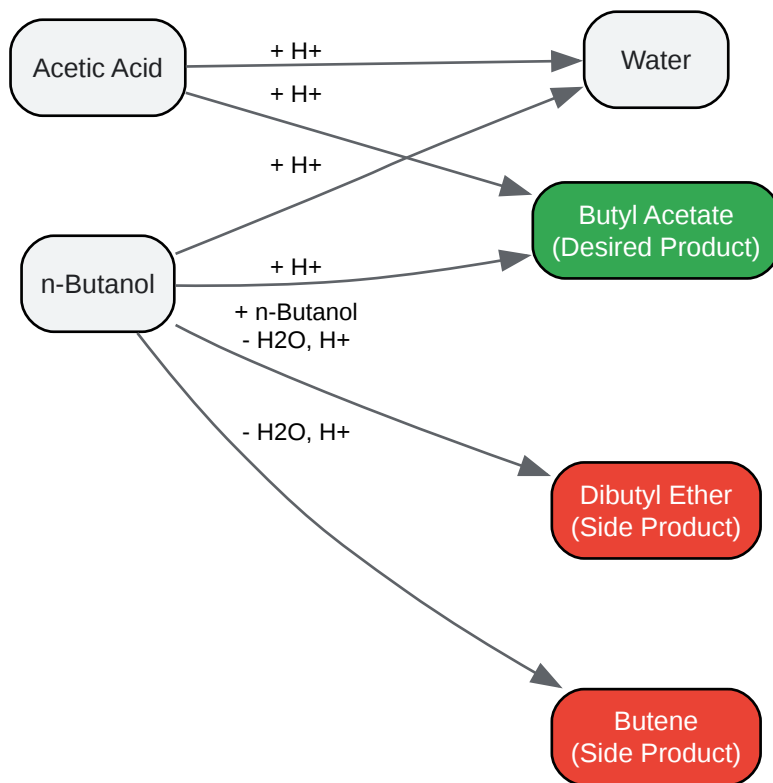 Acetic Acid
+ H+
Water
+ H+
+ H+
Butyl Acetate
(Desired Product)
n-Butanol
+ H+
+ n-Butanol
- H2O, H+
- H2O, H+
Dibutyl Ether
(Side Product)
Butene
(Side Product)